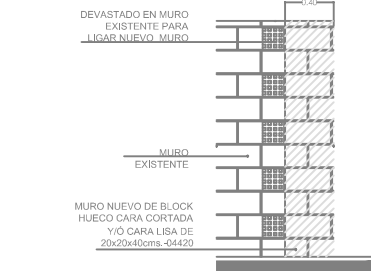 0.40
DEVASTADO EN MURO
EXISTENTE PARA
LIGAR NUEVO MURO
MURO
EXISTENTE
MURO NUEVO DE BLOCK
HUECO CARA CORTADA
Y/Ó CARA LISA DE
20x20x40cms.-04420